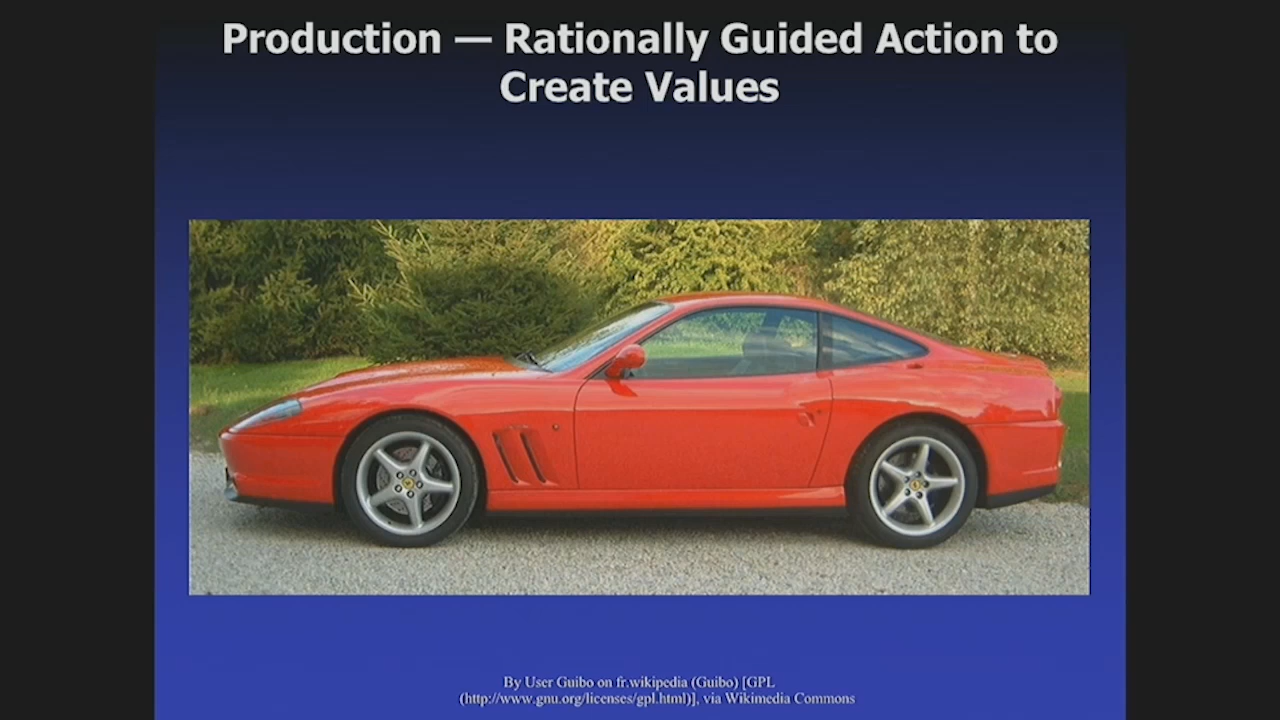 Production — Rationally Guided Action to
Create Values
By User Guibo on fr.wikipedia (Guibo) [GPL
(http://www.gnu.org/licenses/gpl.html)], via Wikimedia Commons